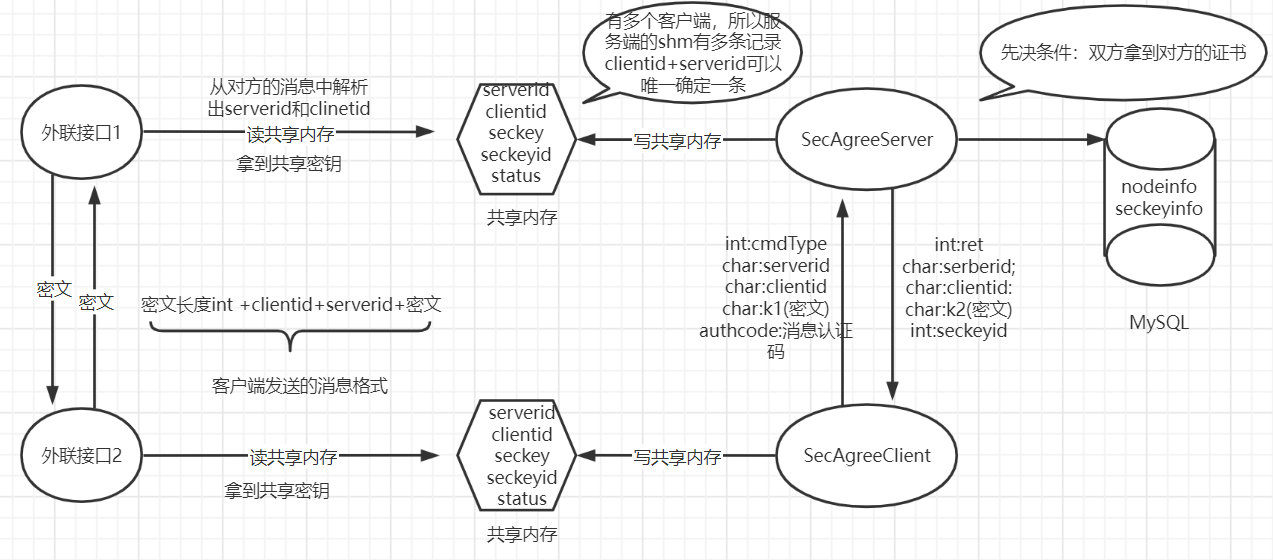 有多个客户端，所以服
务端的shm有多条记录
clientid+serverid可以
唯一确定一条
先决条件：双方拿到对方的证书
从对方的消息中解析
出serverid和clinetid
外联接口1
读共享内存
拿到共享密钥
serverid
clientid
seckey
seckeyid
status
共享内存
写共享内存
SecAgreeServer
nodeinfo
seckeyinfo
MySQL
密文
密文
密文长度int +clientid+serverid+密文
客户端发送的消息格式
int:cmdType
char:serverid
char:clientid
char:k1(密文)
authcode:消息认证
码
int:ret
char:serberid;
char:clientid:
char:k2(密文)
int:seckeyid
外联接口2
读共享内存
拿到共享密钥
serverid
clientid
seckey
seckeyid
status
共享内存
写共享内存
SecAgreeClient